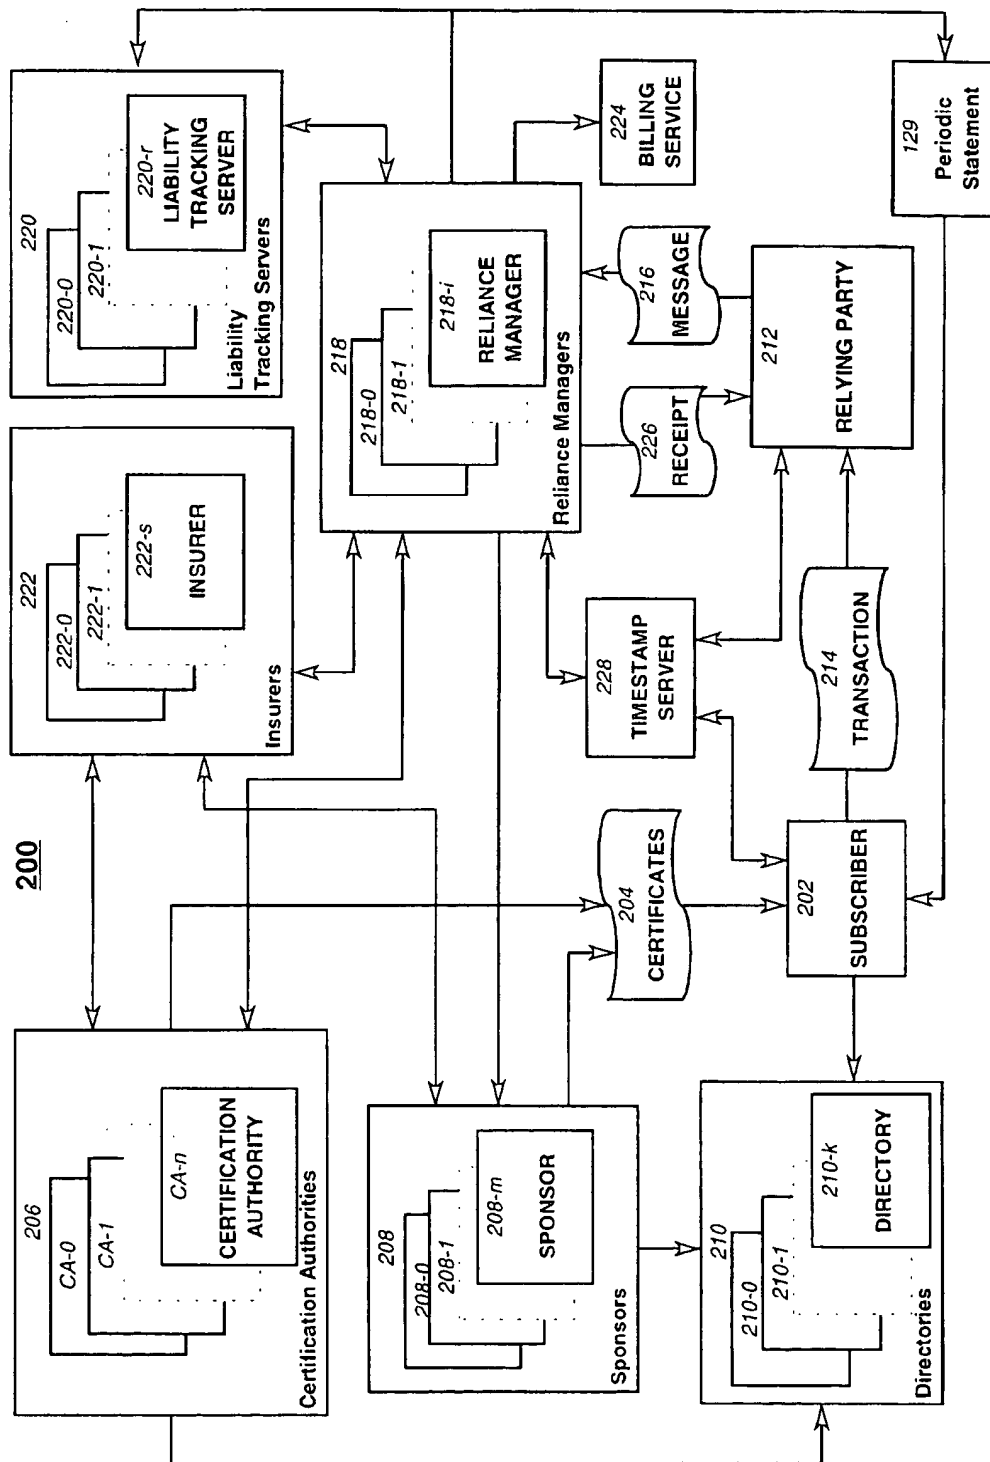 200
206
CA-0
CA-1
CA-n
CERTIFICATION
AUTHORITY
Certification Authorities
222
222-0
222-1
222-s
INSURER
Insurers
220
220-0
220-1
220-r
LIABILITY
TRACKING
SERVER
Liability
Tracking Servers
208
208-0
208-1
208-m
SPONSOR
Sponsors
218
218-0
218-1
218-i
RELIANCE
MANAGER
Reliance Managers
224
BILLING
SERVICE
204
CERTIFICATES
228
TIMESTAMP
SERVER
226
RECEIPT
216
MESSAGE
210
210-0
210-1
210-k
DIRECTORY
Directories
202
SUBSCRIBER
214
TRANSACTION
212
RELYING PARTY
129
Periodic
Statement